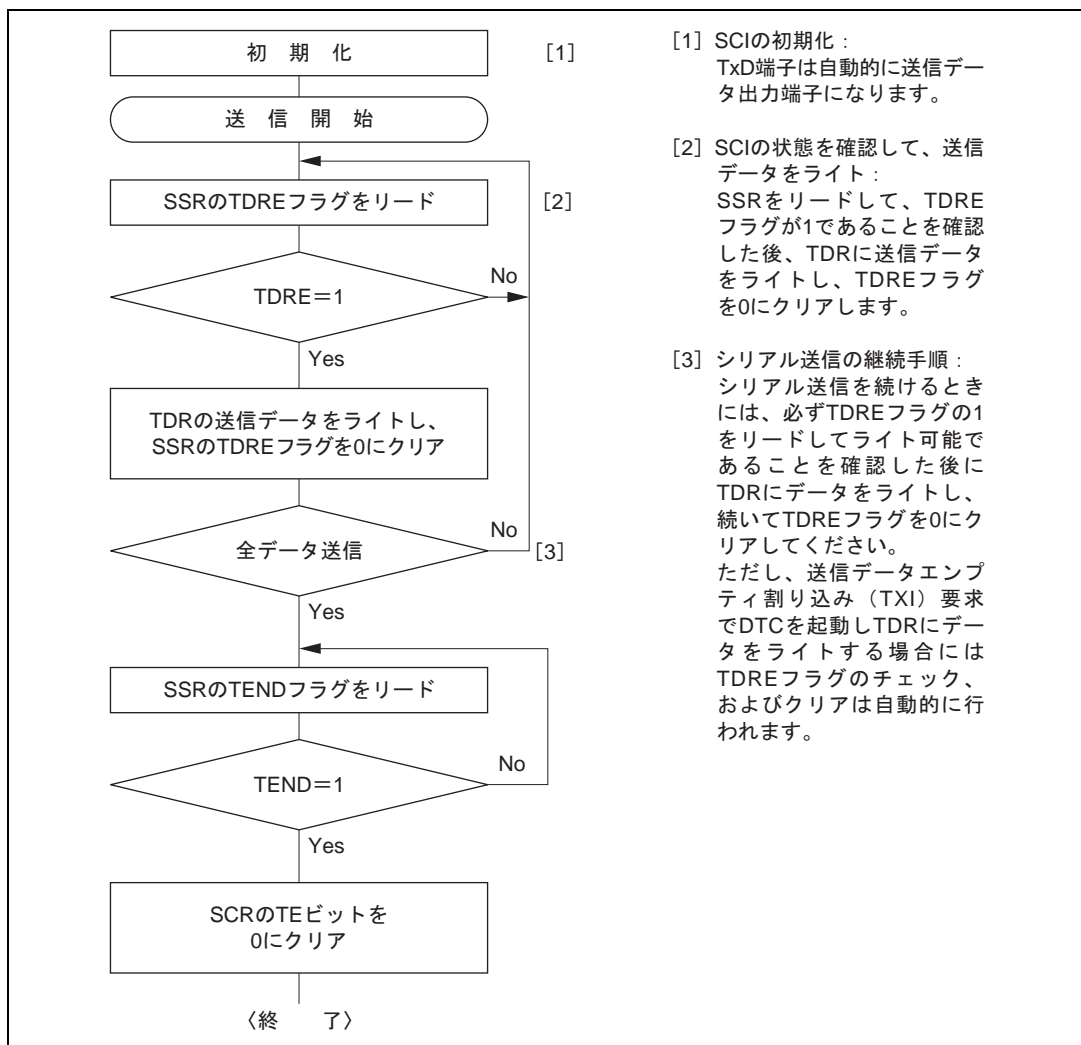 初 期 化
[1]
送 信 開 始
SSRのTDREフラグをリード
[2]
No
TDRE＝1
Yes
TDRの送信データをライトし、
SSRのTDREフラグを0にクリア
No
全データ送信
[3]
Yes
SSRのTENDフラグをリード
No
TEND＝1
Yes
SCRのTEビットを
0にクリア
〈終 了〉
[1] SCIの初期化：
TxD端子は自動的に送信デー
タ出力端子になります。
[2] SCIの状態を確認して、送信
データをライト：
SSRをリードして、TDRE
フラグが1であることを確認
した後、TDRに送信データ
をライトし、TDREフラグ
を0にクリアします。
[3] シリアル送信の継続手順：
シリアル送信を続けるとき
には、必ずTDREフラグの1
をリードしてライト可能で
あることを確認した後に
TDRにデータをライトし、
続いてTDREフラグを0にク
リアしてください。
ただし、送信データエンプ
ティ割り込み（TXI）要求
でDTCを起動しTDRにデー
タをライトする場合には
TDREフラグのチェック、
およびクリアは自動的に行
われます。